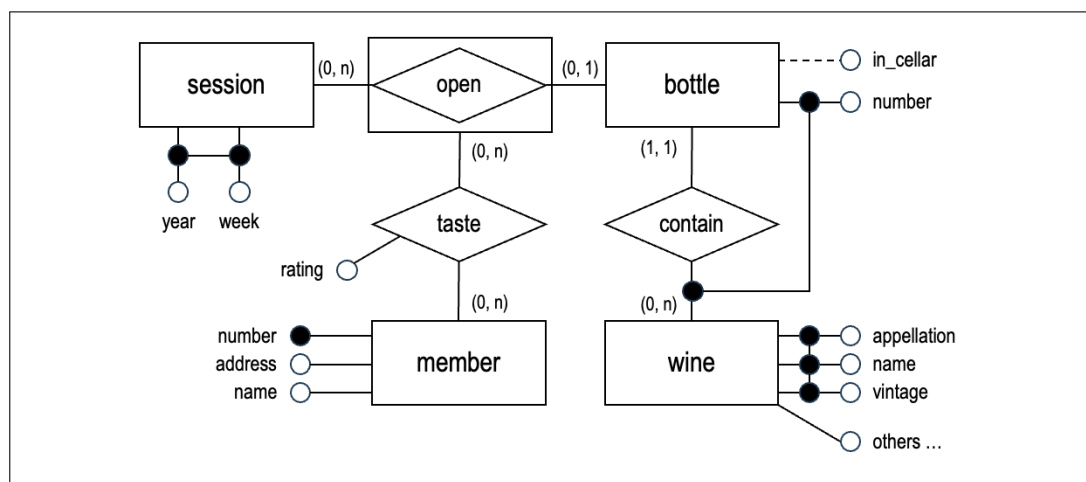 session
(0, n)
open
(0, 1)
bottle
in_cellar
number
year
week
(0, n)
(1, 1)
taste
contain
rating
(0, n)
(0, n)
number
address
name
member
wine
appellation
name
vintage
others ...